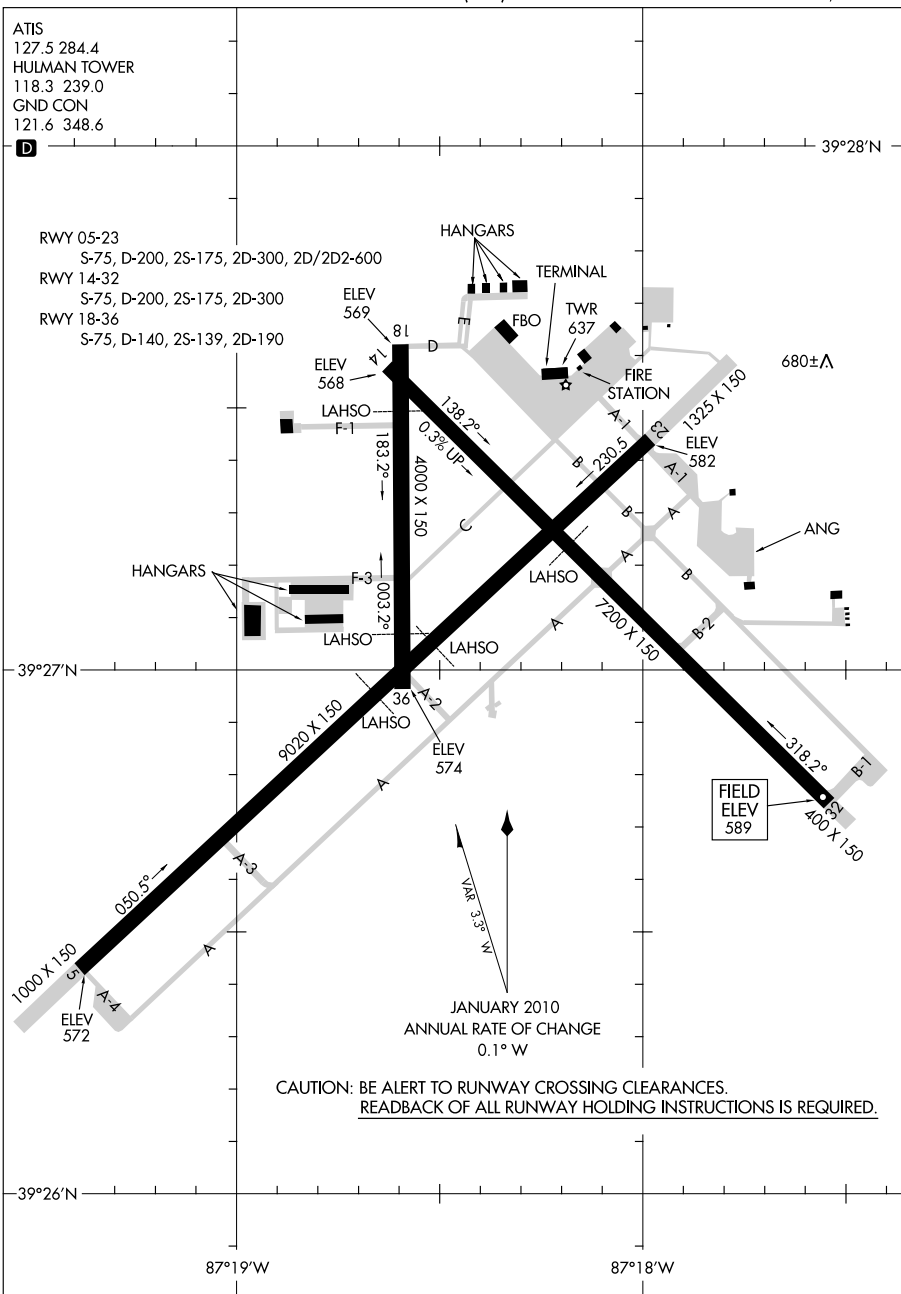 ATIS
127.5 284.4
HULMAN TOWER
118.3 239.0
GND CON
121.6 348.6
D
39°28'N
RWY 05-23
S-75, D-200, 2S-175, 2D-300, 2D/2D2-600
RWY 14-32
S-75, D-200, 2S-175, 2D-300
RWY 18-36
S-75, D-140, 2S-139, 2D-190
HANGARS
TERMINAL
TWR
637
FBO
FIRE
STATION
680±
ELEV
569
18
D
E
14
ELEV
568
LAHSO
F-1
138.2°
0.3% UP
183.2°
4000 X 150
A-1
23
1325 X 150
ELEV
582
230.5
A-1
B
B
A
A
B
C
ANG
LAHSO
HANGARS
F-3
003.2°
7200 X 150
B-2
A
LAHSO
LAHSO
39°27'N
36
A-2
LAHSO
ELEV
574
9020 X 150
A
318.2°
B-1
FIELD
ELEV
589
32
400 X 150
A-3
VAR 3.3° W
050.5°
A
1000 X 150
5
A-4
ELEV
572
JANUARY 2010
ANNUAL RATE OF CHANGE
0.1° W
CAUTION: BE ALERT TO RUNWAY CROSSING CLEARANCES.
READBACK OF ALL RUNWAY HOLDING INSTRUCTIONS IS REQUIRED.
39°26'N
87°19'W
87°18'W